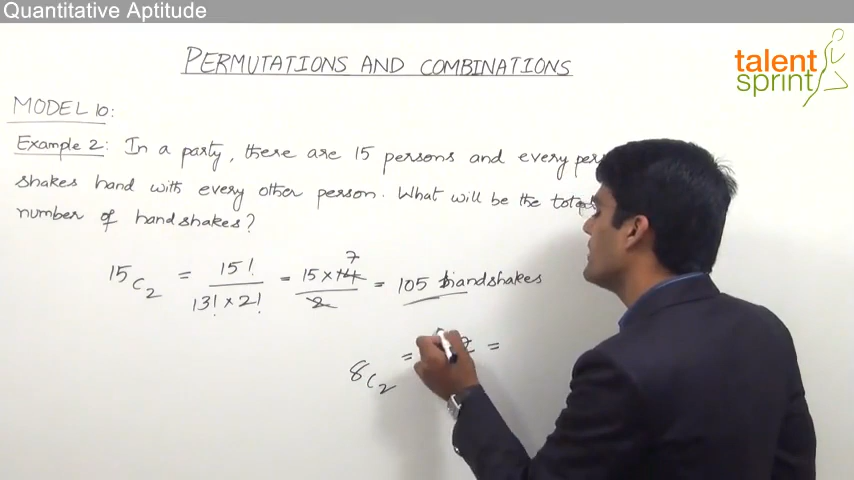 Quantitative Aptitude
PERMUTATIONS AND COMBINATIONS
talent
sprint
MODEL 10:
Example 2: In a party, there are 15 persons and every
shakes hand with every other person. What will be the
number of handshakes?
15C2 = 15! / 13! × 2! = 15 × 14 7 / 2 = 105 handshakes
8C2 = =